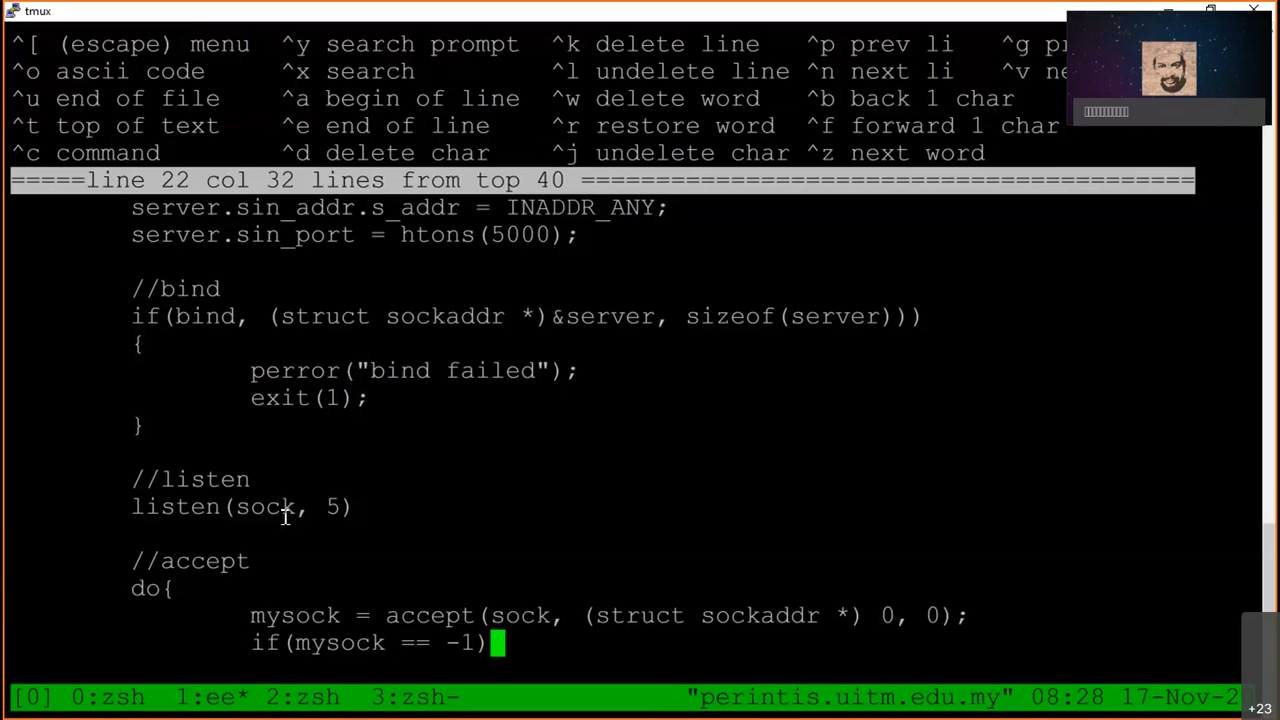 tmux
^[ (escape) menu ^y search prompt ^k delete line ^p prev li ^g
^o ascii code ^x search ^l undelete line ^n next li ^v
^u end of file ^a begin of line ^w delete word ^b back 1 char
^t top of text ^e end of line ^r restore word ^f forward 1 char
^c command ^d delete char ^j undelete char ^z next word
=====line 22 col 32 lines from top 40 =========================================
server.sin_addr.s_addr = INADDR_ANY;
server.sin_port = htons(5000);
//bind
if(bind, (struct sockaddr *)&server, sizeof(server)))
{
perror("bind failed");
exit(1);
}
//listen
listen(sock, 5)
//accept
do{
mysock = accept(sock, (struct sockaddr *) 0, 0);
if(mysock == -1)
[0] 0:zsh 1:ee* 2:zsh 3:zsh- "perintis.uitm.edu.my" 08:28 17-Nov-2
+23